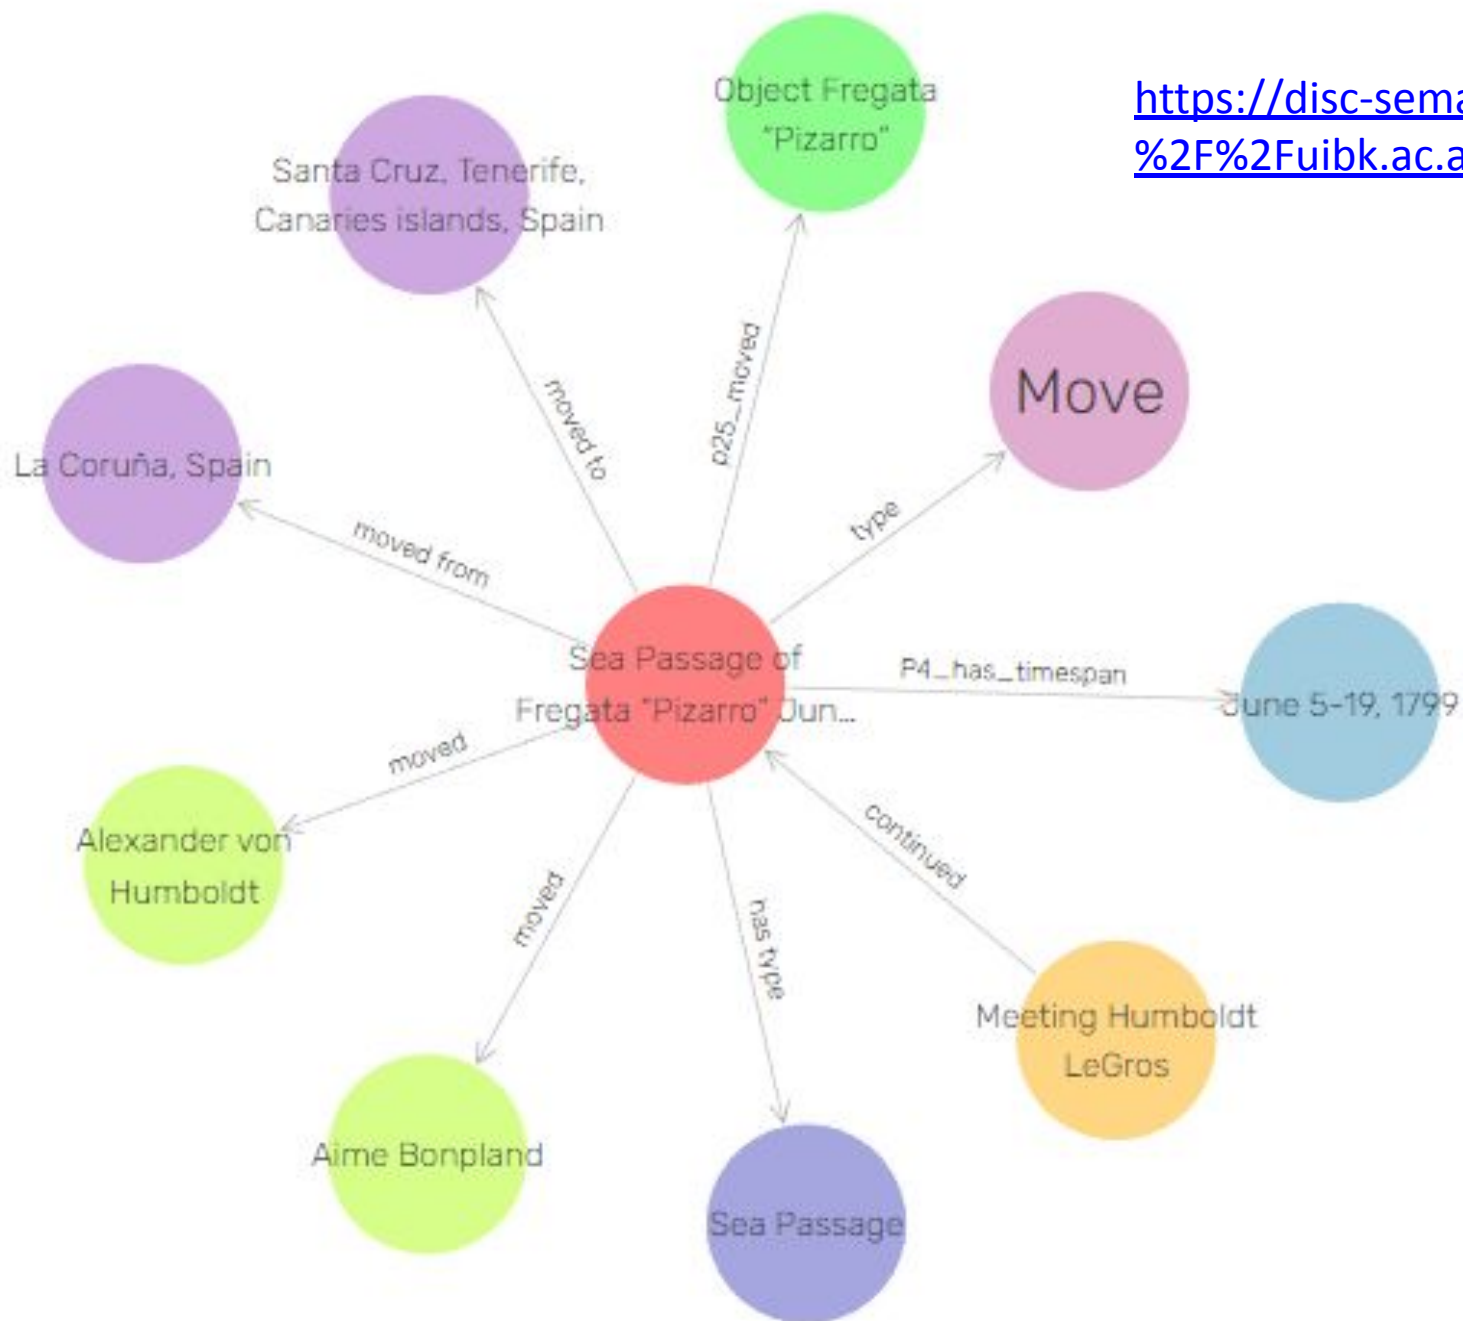 Object Fregata
"Pizarro"
https://disc-sema
%2F%2Fuibk.ac.a
Santa Cruz, Tenerife,
Canaries islands, Spain
p25_moved
Move
moved to
La Coruña, Spain
type
moved from
Sea Passage of
Fregata "Pizarro" Jun...
P4_has_timespan
June 5-19, 1799
moved
continued
Alexander von
Humboldt
moved
has type
Meeting Humboldt
LeGros
Aime Bonpland
Sea Passage